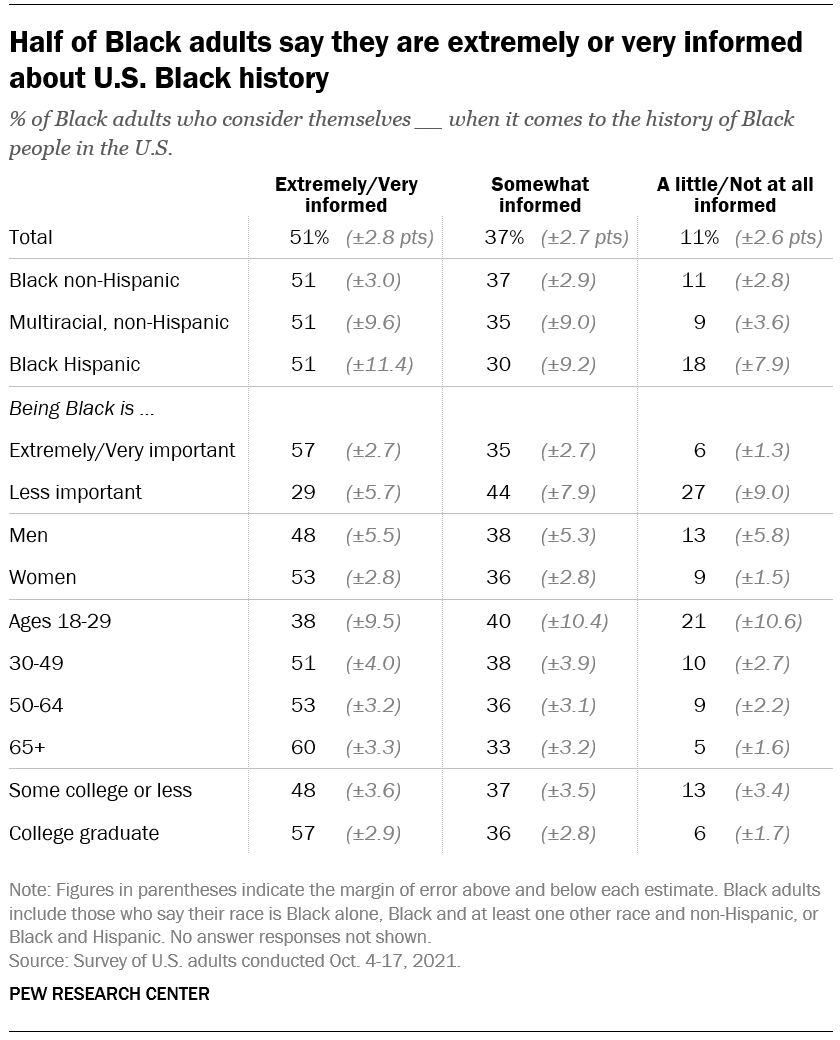 Half of Black adults say they are extremely or very informed
about U.S. Black history
% of Black adults who consider themselves __ when it comes to the history of Black
people in the U.S.
Extremely/Very informed Somewhat informed A little/Not at all informed
Total 51% (±2.8 pts) 37% (±2.7 pts) 11% (±2.6 pts)
Black non-Hispanic 51 (±3.0) 37 (±2.9) 11 (±2.8)
Multiracial, non-Hispanic 51 (±9.6) 35 (±9.0) 9 (±3.6)
Black Hispanic 51 (±11.4) 30 (±9.2) 18 (±7.9)
Being Black is ...
Extremely/Very important 57 (±2.7) 35 (±2.7) 6 (±1.3)
Less important 29 (±5.7) 44 (±7.9) 27 (±9.0)
Men 48 (±5.5) 38 (±5.3) 13 (±5.8)
Women 53 (±2.8) 36 (±2.8) 9 (±1.5)
Ages 18-29 38 (±9.5) 40 (±10.4) 21 (±10.6)
30-49 51 (±4.0) 38 (±3.9) 10 (±2.7)
50-64 53 (±3.2) 36 (±3.1) 9 (±2.2)
65+ 60 (±3.3) 33 (±3.2) 5 (±1.6)
Some college or less 48 (±3.6) 37 (±3.5) 13 (±3.4)
College graduate 57 (±2.9) 36 (±2.8) 6 (±1.7)
Note: Figures in parentheses indicate the margin of error above and below each estimate. Black adults
include those who say their race is Black alone, Black and at least one other race and non-Hispanic, or
Black and Hispanic. No answer responses not shown.
Source: Survey of U.S. adults conducted Oct. 4-17, 2021.
PEW RESEARCH CENTER